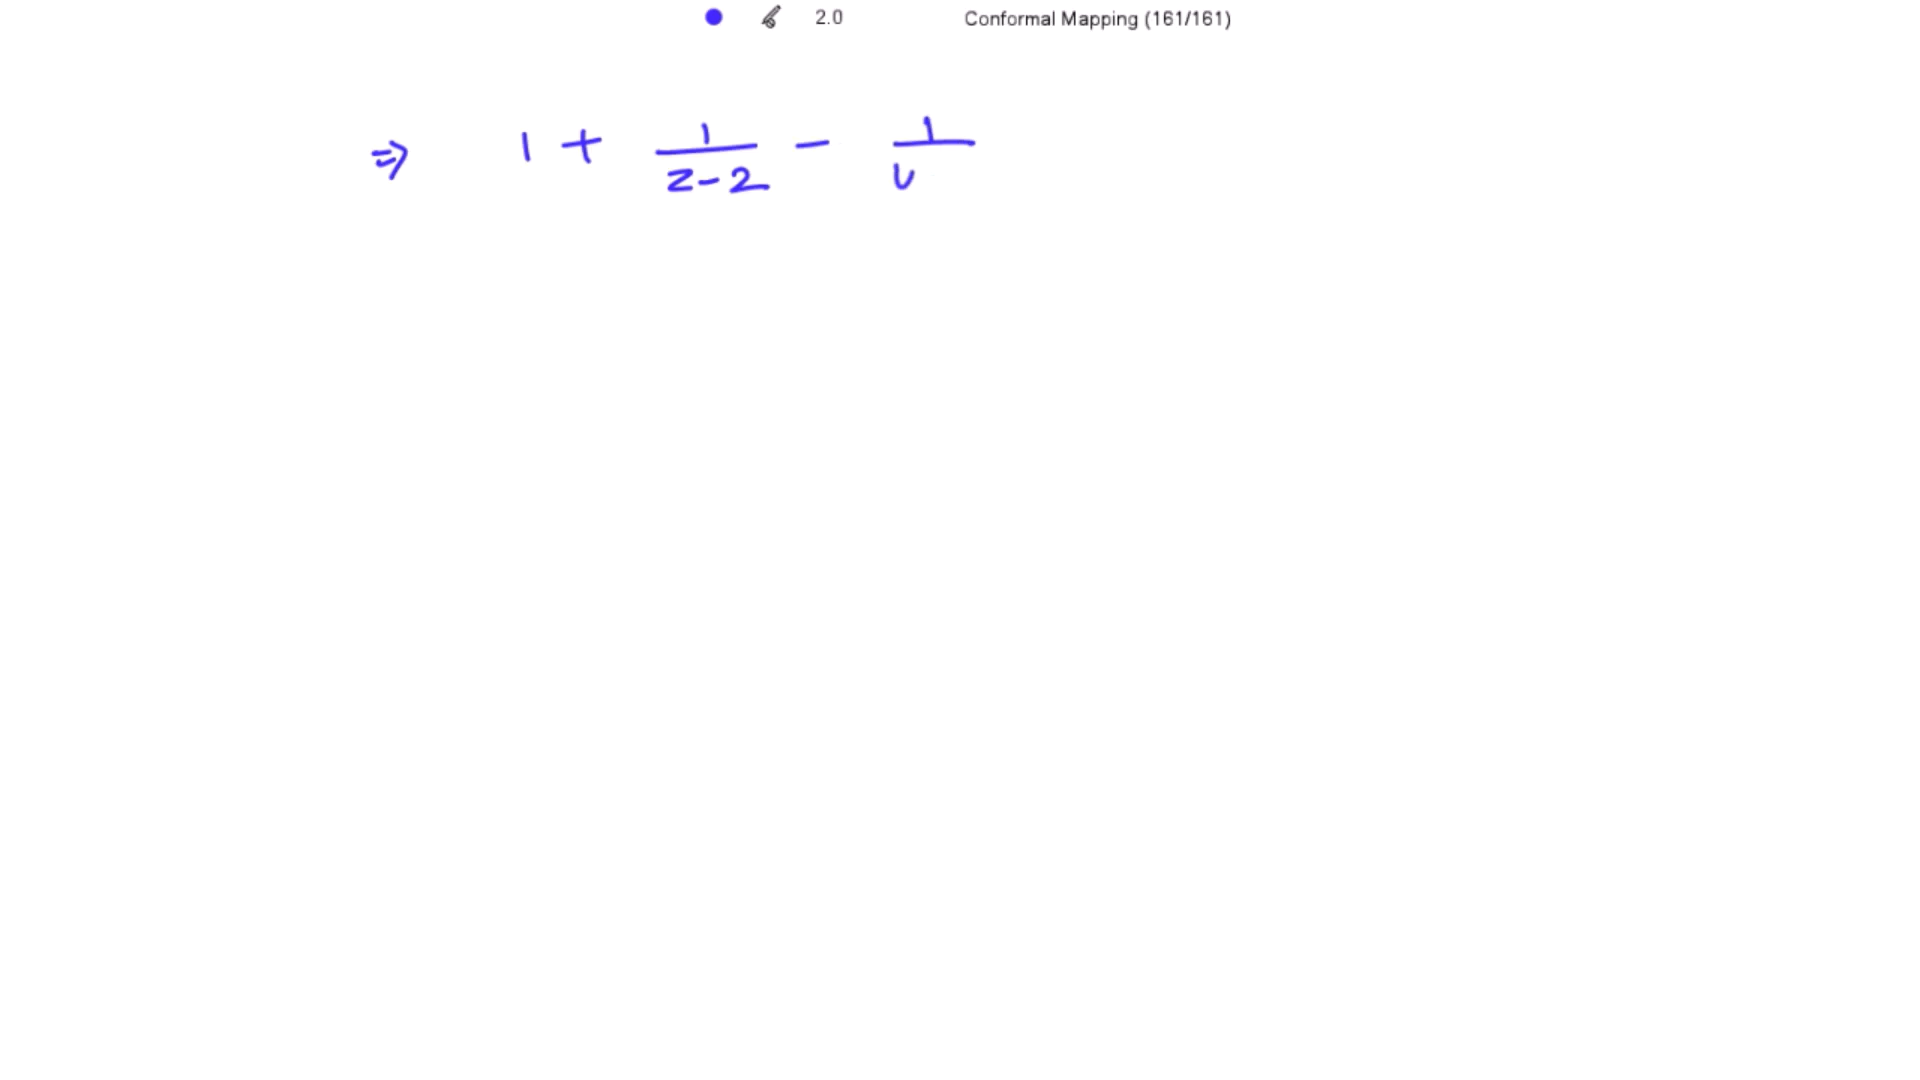 2.0 Conformal Mapping (161/161)
⇒ 1 + 1/(z-2) - 1/u